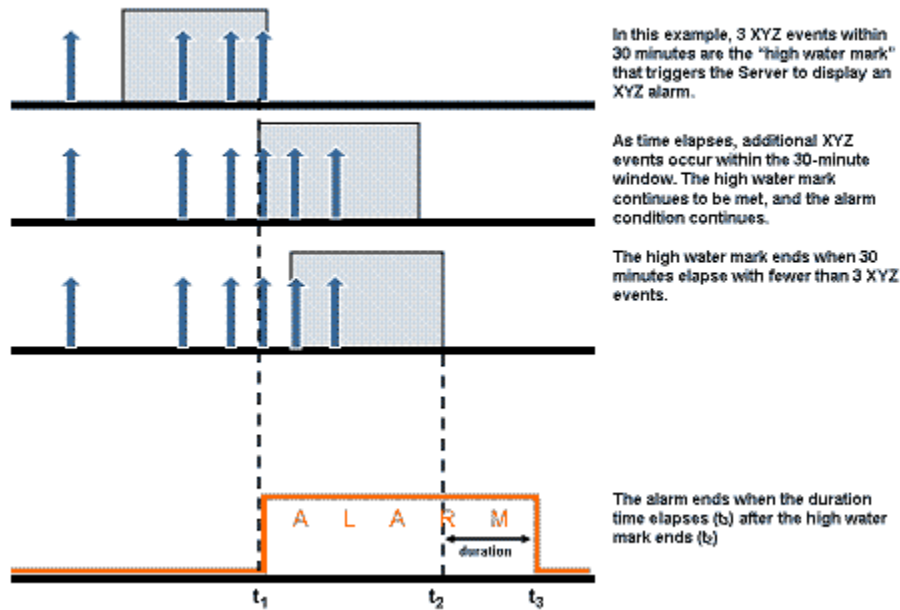 In this example, 3 XYZ events within
30 minutes are the "high water mark"
that triggers the Server to display an
XYZ alarm.
As time elapses, additional XYZ
events occur within the 30-minute
window. The high water mark
continues to be met, and the alarm
condition continues.
The high water mark ends when 30
minutes elapse with fewer than 3 XYZ
events.
A L A R M
duration
The alarm ends when the duration
time elapses (t₃) after the high water
mark ends (t₂)
t₁ t₂ t₃